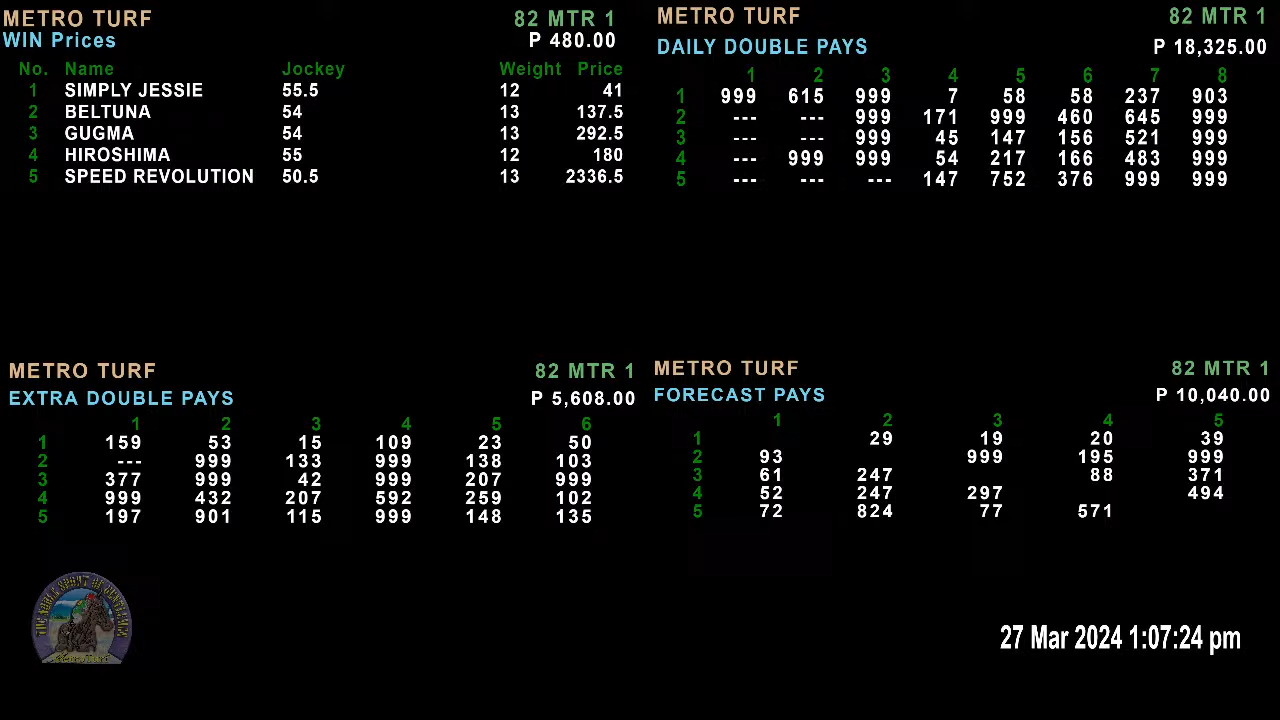 METRO TURF 82 MTR 1
WIN Prices P 480.00
No. Name Jockey Weight Price
1 SIMPLY JESSIE 55.5 12 41
2 BELTUNA 54 13 137.5
3 GUGMA 54 13 292.5
4 HIROSHIMA 55 12 180
5 SPEED REVOLUTION 50.5 13 2336.5
METRO TURF 82 MTR 1
DAILY DOUBLE PAYS P 18,325.00
1 2 3 4 5 6 7 8
1 999 615 999 7 58 58 237 903
2 --- --- 999 171 999 460 645 999
3 --- --- 999 45 147 156 521 999
4 --- 999 999 54 217 166 483 999
5 --- --- --- 147 752 376 999 999
METRO TURF 82 MTR 1
EXTRA DOUBLE PAYS P 5,608.00
1 2 3 4 5 6
1 159 53 15 109 23 50
2 --- 999 133 999 138 103
3 377 999 42 999 207 999
4 999 432 207 592 259 102
5 197 901 115 999 148 135
METRO TURF 82 MTR 1
FORECAST PAYS P 10,040.00
1 2 3 4 5
1 29 19 20 39
2 93 999 195 999
3 61 247 88 371
4 52 247 297 494
5 72 824 77 571
THE NOBLE SPORT OF GENTLEMEN
27 Mar 2024 1:07:24 pm